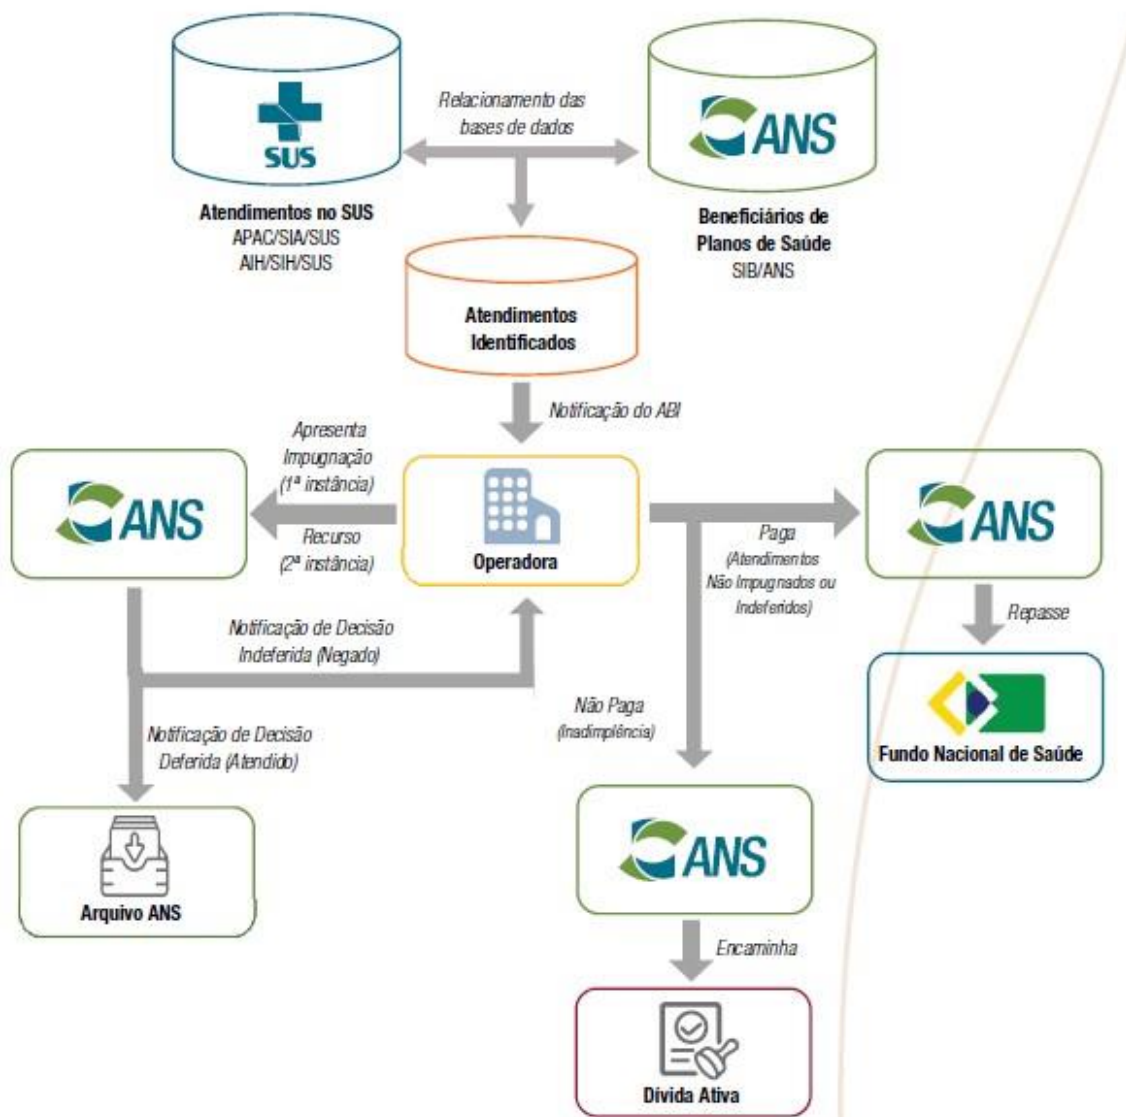 Relacionamento das
bases de dados
SUS
ANS
Atendimentos no SUS
APAC/SIA/SUS
AIH/SIH/SUS
Beneficiários de
Planos de Saúde
SIB/ANS
Atendimentos
Identificados
Notificação do ABI
Apresenta
Impugnação
(1ª instância)
Recurso
(2ª instância)
ANS
Operadora
Paga
(Atendimentos
Não Impugnados ou
Indeferidos)
ANS
Repasse
Fundo Nacional de Saúde
Notificação de Decisão
Indeferida (Negado)
Notificação de Decisão
Deferida (Atendido)
Não Paga
(Inadimplência)
Arquivo ANS
ANS
Encaminha
Dívida Ativa